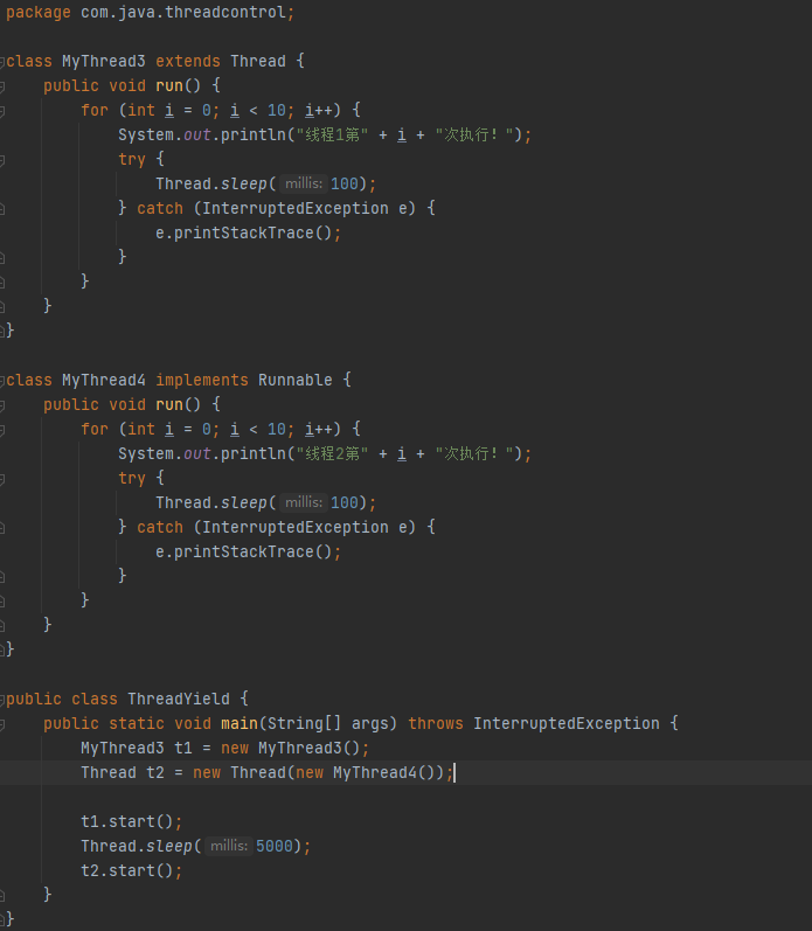 package com.java.threadcontrol;
class MyThread3 extends Thread {
public void run() {
for (int i = 0; i < 10; i++) {
System.out.println("线程1第" + i + "次执行！");
try {
Thread.sleep( millis: 100);
} catch (InterruptedException e) {
e.printStackTrace();
}
}
}
}
class MyThread4 implements Runnable {
public void run() {
for (int i = 0; i < 10; i++) {
System.out.println("线程2第" + i + "次执行！");
try {
Thread.sleep( millis: 100);
} catch (InterruptedException e) {
e.printStackTrace();
}
}
}
}
public class ThreadYield {
public static void main(String[] args) throws InterruptedException {
MyThread3 t1 = new MyThread3();
Thread t2 = new Thread(new MyThread4());
t1.start();
Thread.sleep( millis: 5000);
t2.start();
}
}